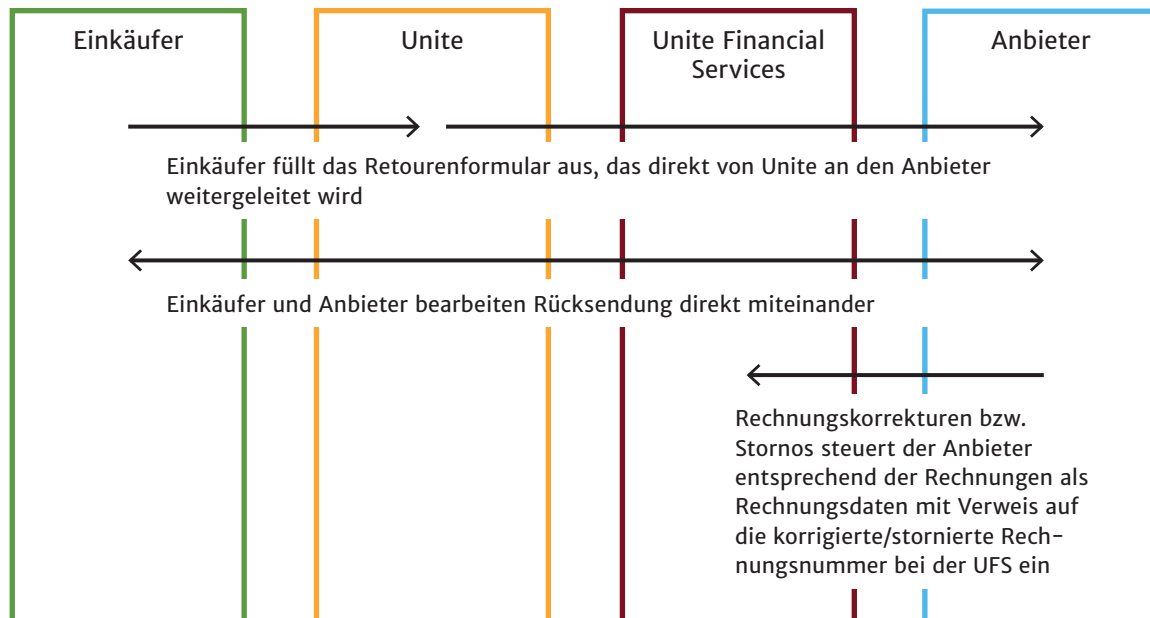 Einkäufer
Unite
Unite Financial
Services
Anbieter
Einkäufer füllt das Retourenformular aus, das direkt von Unite an den Anbieter
weitergeleitet wird
Einkäufer und Anbieter bearbeiten Rücksendung direkt miteinander
Rechnungskorrekturen bzw.
Stornos steuert der Anbieter
entsprechend der Rechnungen als
Rechnungsdaten mit Verweis auf
die korrigierte/stornierte Rech-
nungsnummer bei der UFS ein